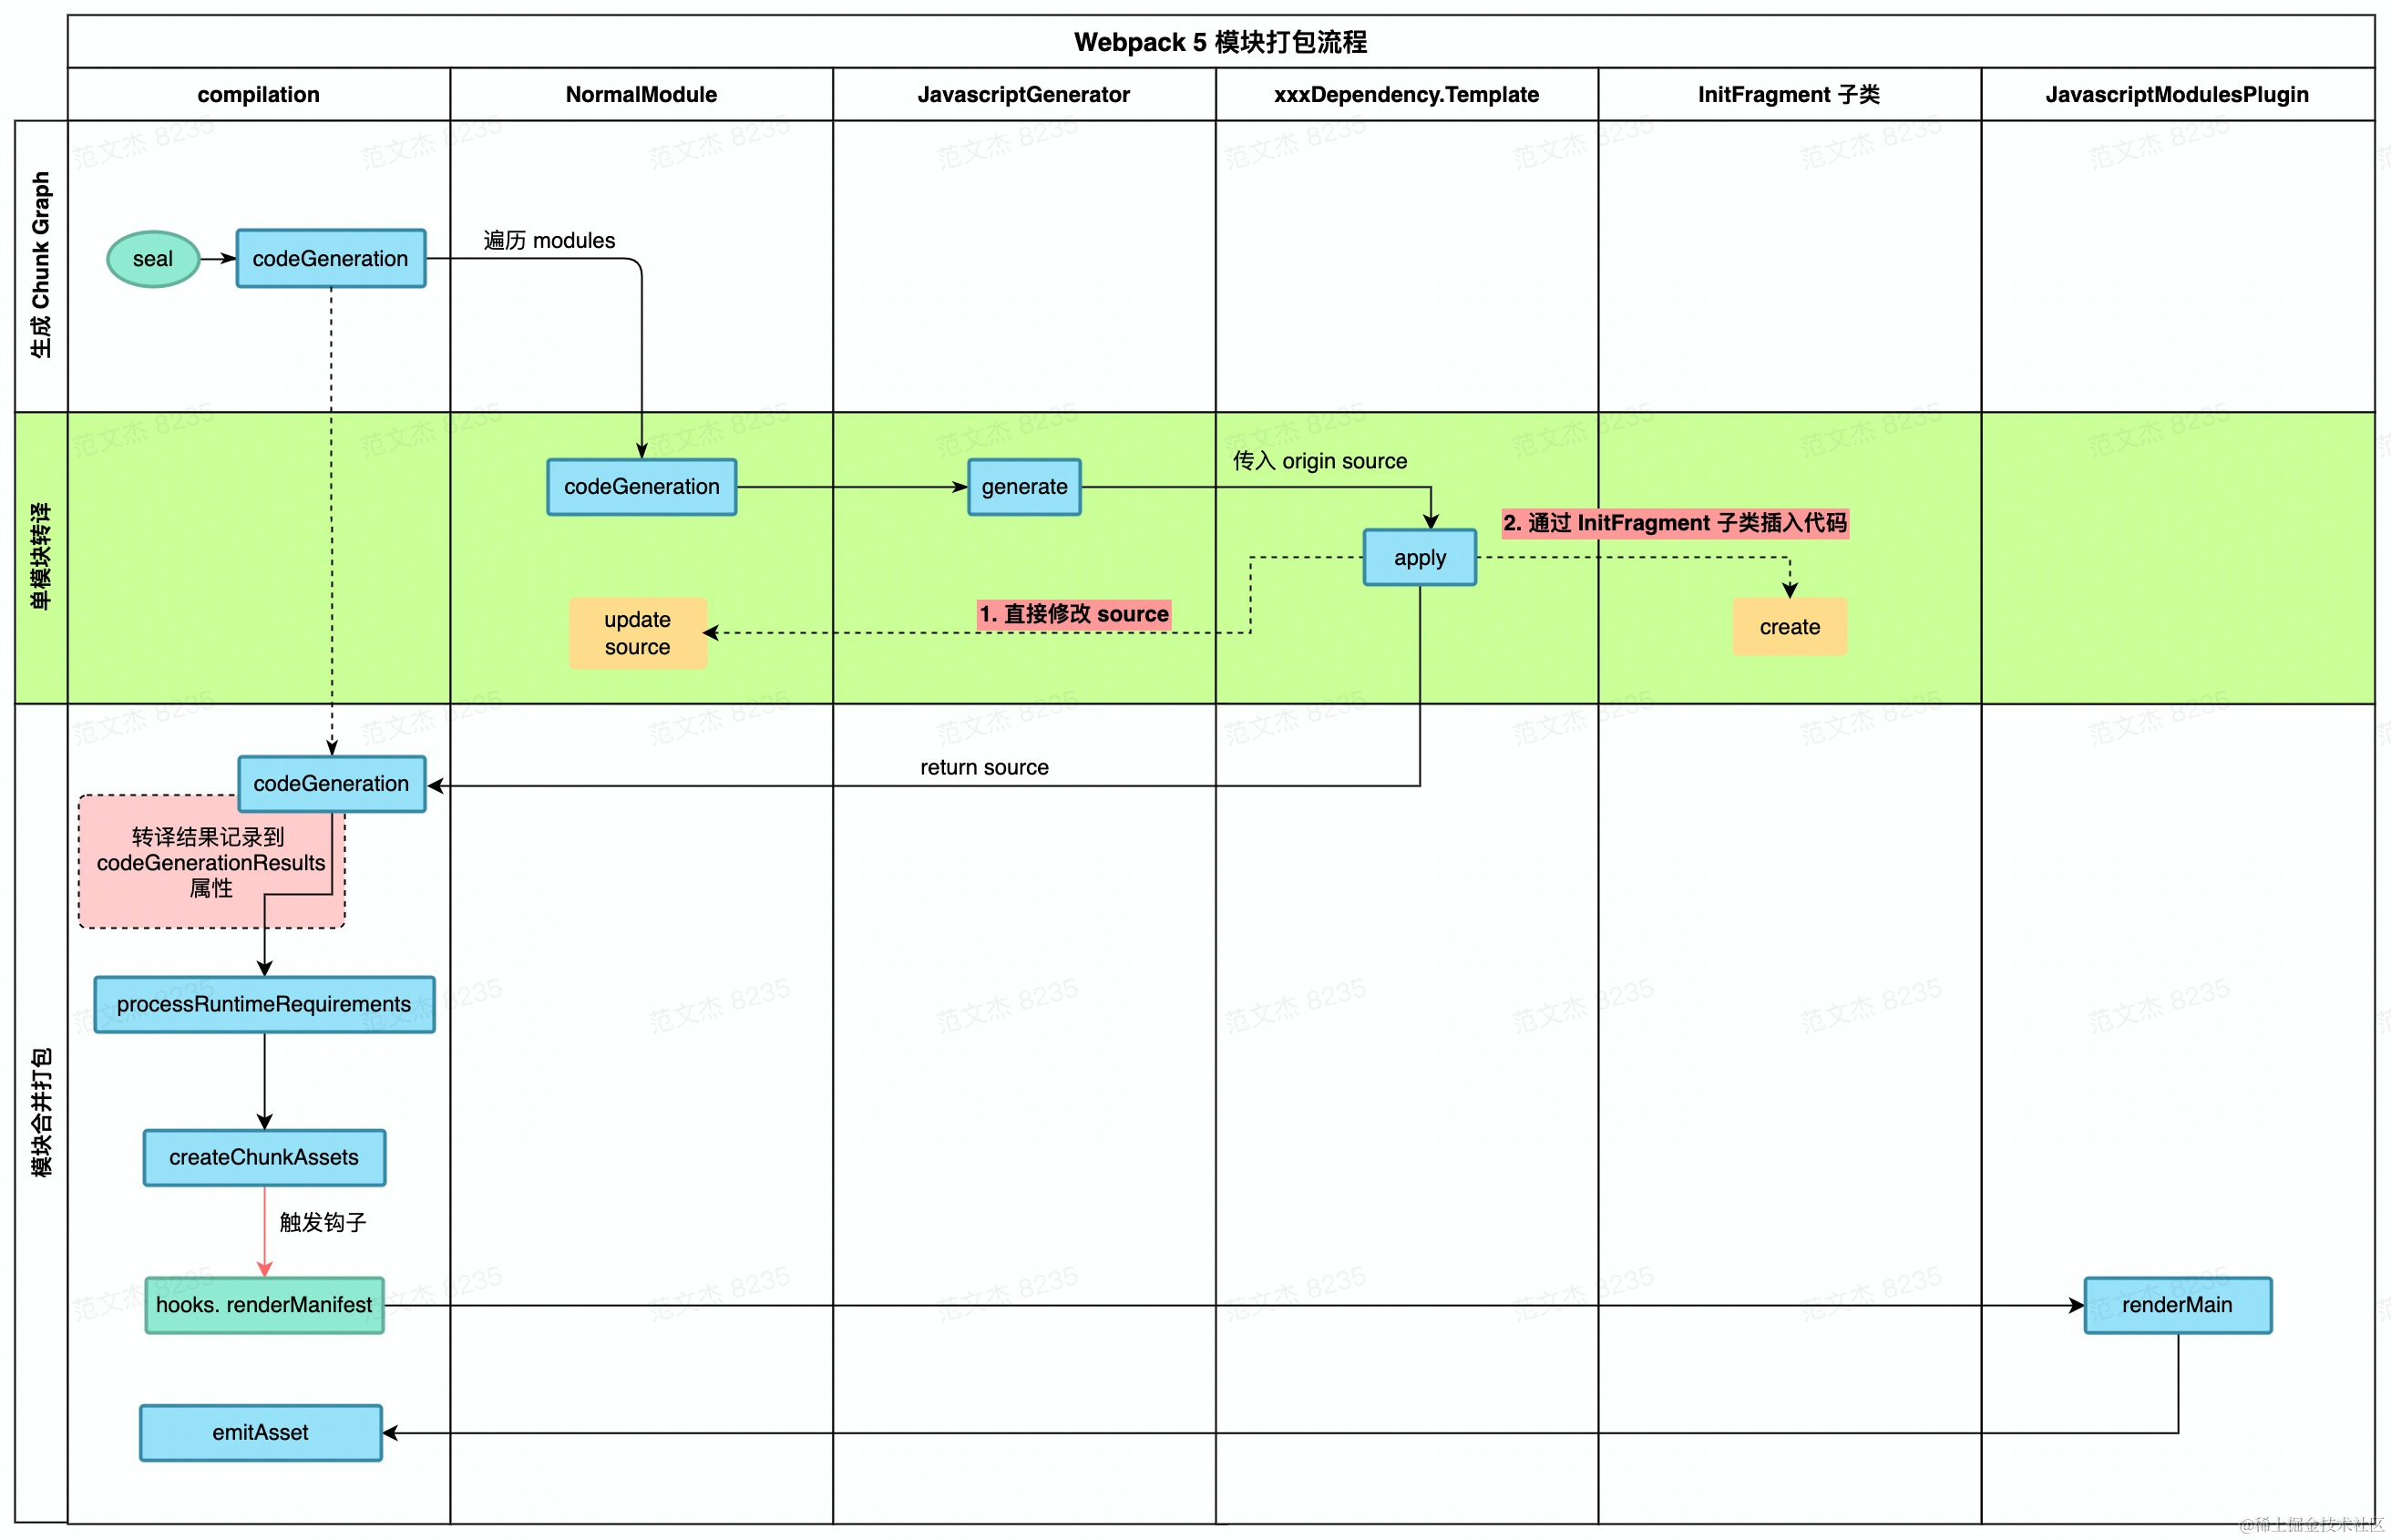 Webpack 5 模块打包流程
compilation
NormalModule
JavascriptGenerator
xxxDependency.Template
InitFragment 子类
JavascriptModulesPlugin
生成 Chunk Graph
seal
codeGeneration
遍历 modules
单模块转译
codeGeneration
generate
传入 origin source
apply
2. 通过 InitFragment 子类插入代码
1. 直接修改 source
update
source
create
模块合并打包
codeGeneration
return source
转译结果记录到
codeGenerationResults
属性
processRuntimeRequirements
createChunkAssets
触发钩子
hooks. renderManifest
renderMain
emitAsset
范文杰 8235
@稀土掘金技术社区